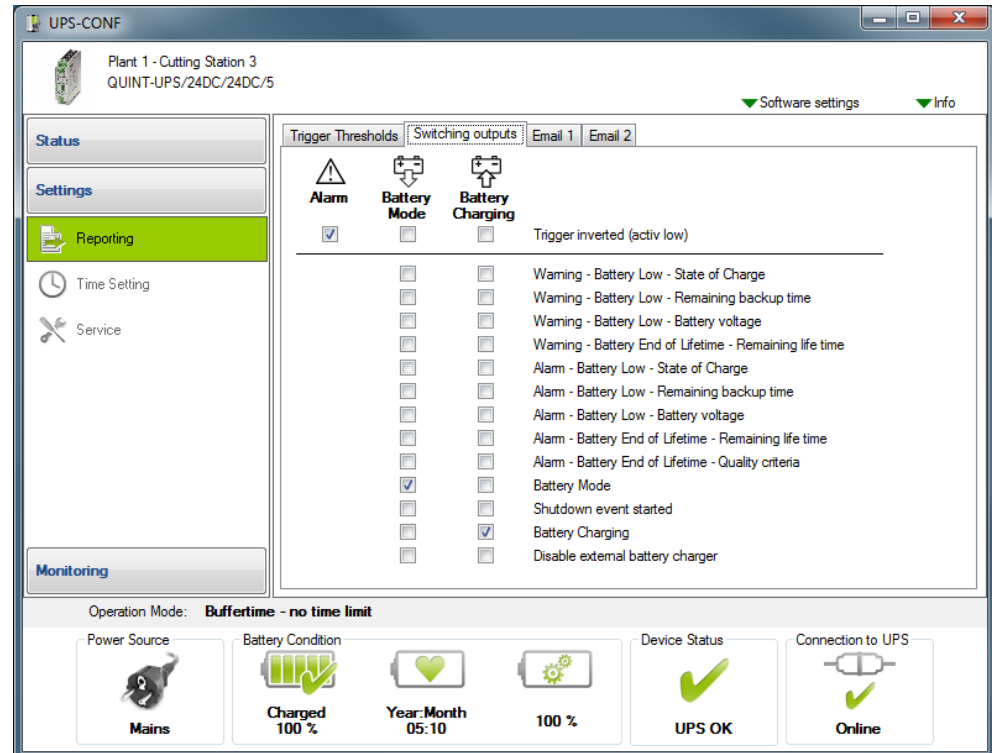 UPS-CONF
Plant 1 - Cutting Station 3
QUINT-UPS/24DC/24DC/5
Software settings
Info
Status
Settings
Reporting
Time Setting
Service
Monitoring
Trigger Thresholds
Switching outputs
Email 1
Email 2
Alarm
Battery Mode
Battery Charging
Trigger inverted (activ low)
Warning - Battery Low - State of Charge
Warning - Battery Low - Remaining backup time
Warning - Battery Low - Battery voltage
Warning - Battery End of Lifetime - Remaining life time
Alarm - Battery Low - State of Charge
Alarm - Battery Low - Remaining backup time
Alarm - Battery Low - Battery voltage
Alarm - Battery End of Lifetime - Remaining life time
Alarm - Battery End of Lifetime - Quality criteria
Battery Mode
Shutdown event started
Battery Charging
Disable external battery charger
Operation Mode: Buffertime - no time limit
Power Source
Mains
Battery Condition
Charged
100 %
Year:Month
05:10
100 %
Device Status
UPS OK
Connection to UPS
Online